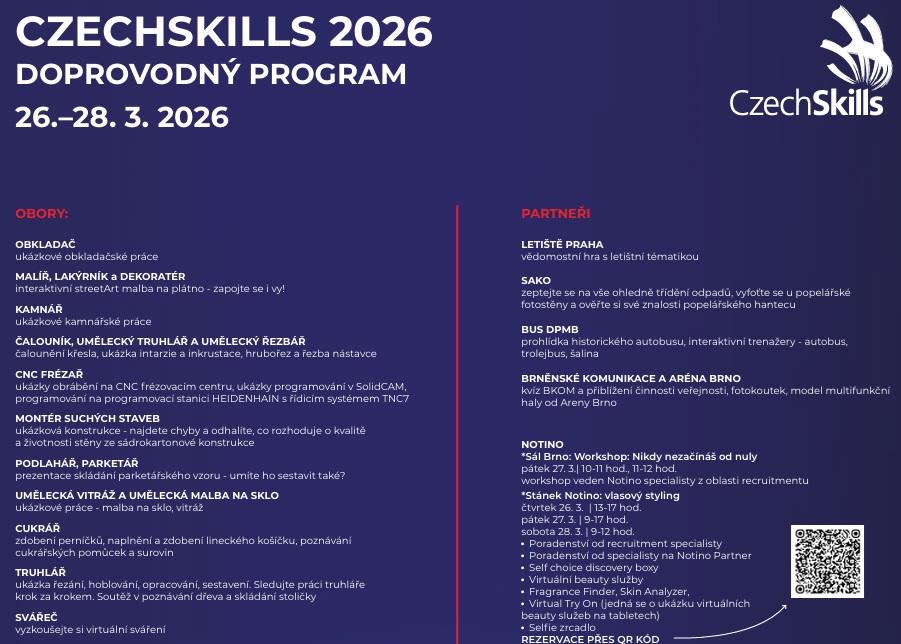 CZECHSKILLS 2026
DOPROVODNÝ PROGRAM
26.–28. 3. 2026
CzechSkills
OBORY:
OBKLADAČ
ukázkové obkladačské práce
MALÍŘ, LAKÝRNÍK a DEKORATÉR
interaktivní streetArt malba na plátno - zapojte se i vy!
KAMNÁŘ
ukázkové kamnářské práce
ČALOUNÍK, UMĚLECKÝ TRUHLÁŘ A UMĚLECKÝ ŘEZBÁŘ
čalounění křesla, ukázka intarzie a inkrustace, hrubořez a řezba nástavce
CNC FRÉZAŘ
ukázky obrábění na CNC frézovacím centru, ukázky programování v SolidCAM,
programování na programovací stanici HEIDENHAIN s řídicím systémem TNC7
MONTÉR SUCHÝCH STAVEB
ukázková konstrukce - najdete chyby a odhalíte, co rozhoduje o kvalitě
a životnosti stěny ze sádrokartonové konstrukce
PODLAHÁŘ, PARKETÁŘ
prezentace skládání parketářského vzoru - umíte ho sestavit také?
UMĚLECKÁ VITRÁŽ A UMĚLECKÁ MALBA NA SKLO
ukázkové práce - malba na sklo, vitráž
CUKRÁŘ
zdobení perníčků, naplnění a zdobení lineckého košíčku, poznávání
cukrářských pomůcek a surovin
TRUHLÁŘ
ukázka řezání, hoblování, opracování, sestavení. Sledujte práci truhláře
krok za krokem. Soutěž v poznávání dřeva a skládání stoličky
SVÁŘEČ
vyzkoušejte si virtuální sváření
PARTNEŘI
LETIŠTĚ PRAHA
vědomostní hra s letištní tématikou
SAKO
zeptejte se na vše ohledně třídění odpadů, vyfoťte se u popelářské
fotostěny a ověřte si své znalosti popelářského hantecu
BUS DPMB
prohlídka historického autobusu, interaktivní trenažery - autobus,
trolejbus, šalina
BRNĚNSKÉ KOMUNIKACE A ARÉNA BRNO
kvíz BKOM a přiblížení činnosti veřejnosti, fotokoutek, model multifunkční
haly od Areny Brno
NOTINO
*Sál Brno: Workshop: Nikdy nezačínáš od nuly
pátek 27. 3.| 10-11 hod., 11-12 hod.
workshop veden Notino specialisty z oblasti recruitmentu
*Stánek Notino: vlasový styling
čtvrtek 26. 3. | 13-17 hod.
pátek 27. 3. | 9-17 hod.
sobota 28. 3. | 9-12 hod.
• Poradenství od recruitment specialisty
• Poradenství od specialisty na Notino Partner
• Self choice discovery boxy
• Virtuální beauty služby
• Fragrance Finder, Skin Analyzer,
• Virtual Try On (jedná se o ukázku virtuálních
beauty služeb na tabletech)
• Selfie zrcadlo
REZERVACE PŘES QR KÓD